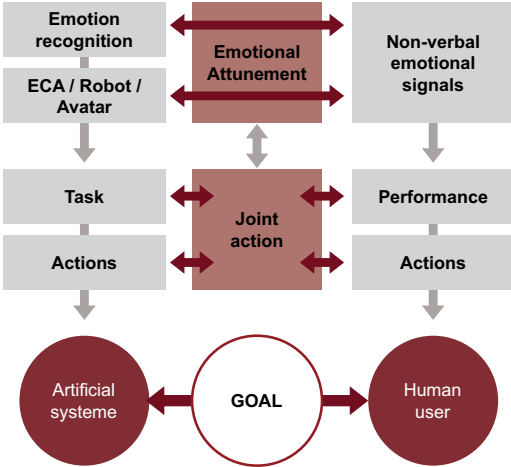 Emotion
recognition
Emotional
Attunement
Non-verbal
emotional
signals
ECA / Robot /
Avatar
Task
Joint
action
Performance
Actions
Actions
Artificial
systeme
GOAL
Human
user